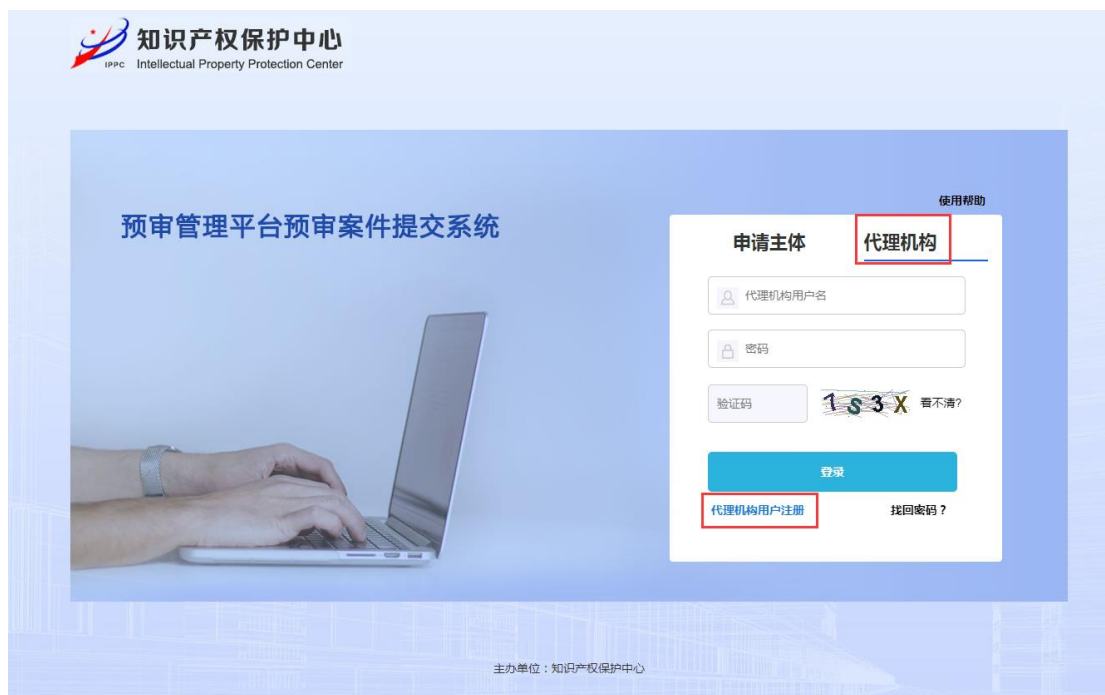 知识产权保护中心
IPPC Intellectual Property Protection Center
使用帮助
预审管理平台预审案件提交系统
申请主体 代理机构
代理机构用户名
密码
验证码 1S3X 看不清?
登录
代理机构用户注册 找回密码？
主办单位：知识产权保护中心